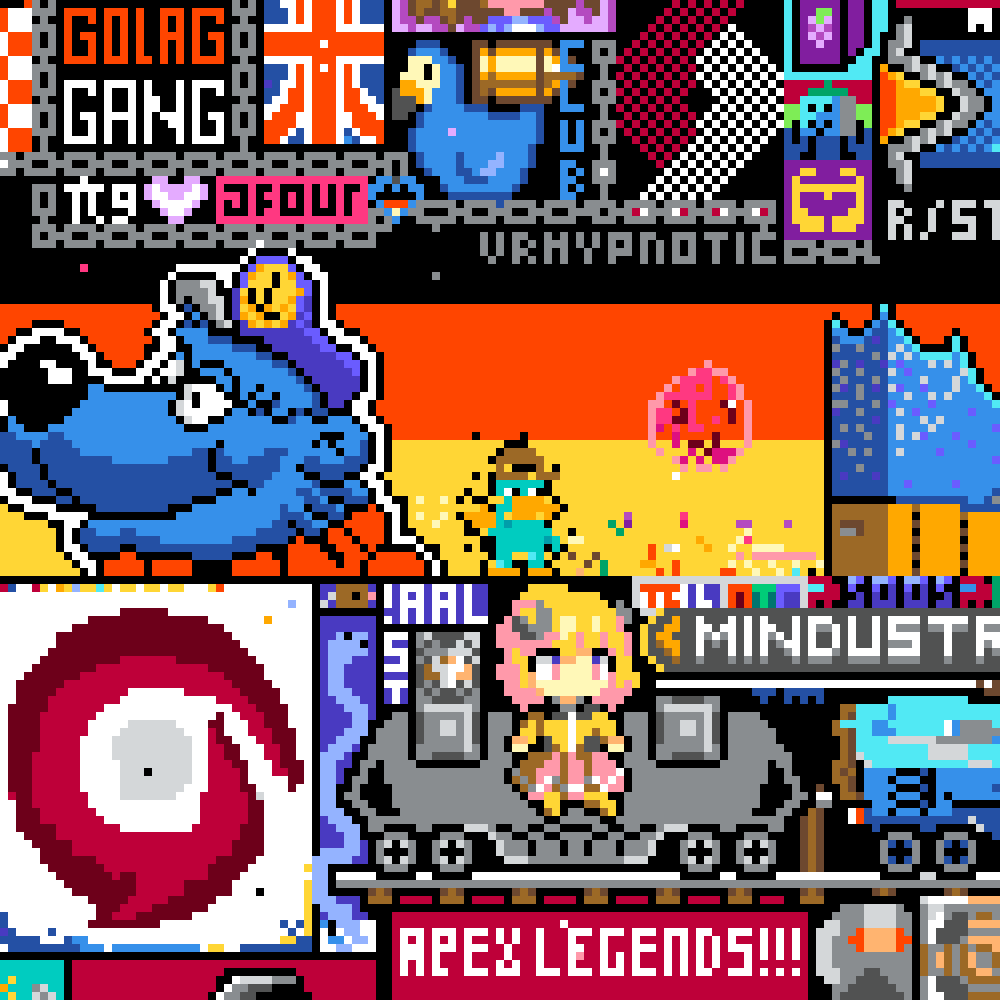 GOLAG
GANG
CLUB
π9
JFOUR
VRHYPNOTIC
R/ST
MINDUSTR
APEX LEGENDS!!!